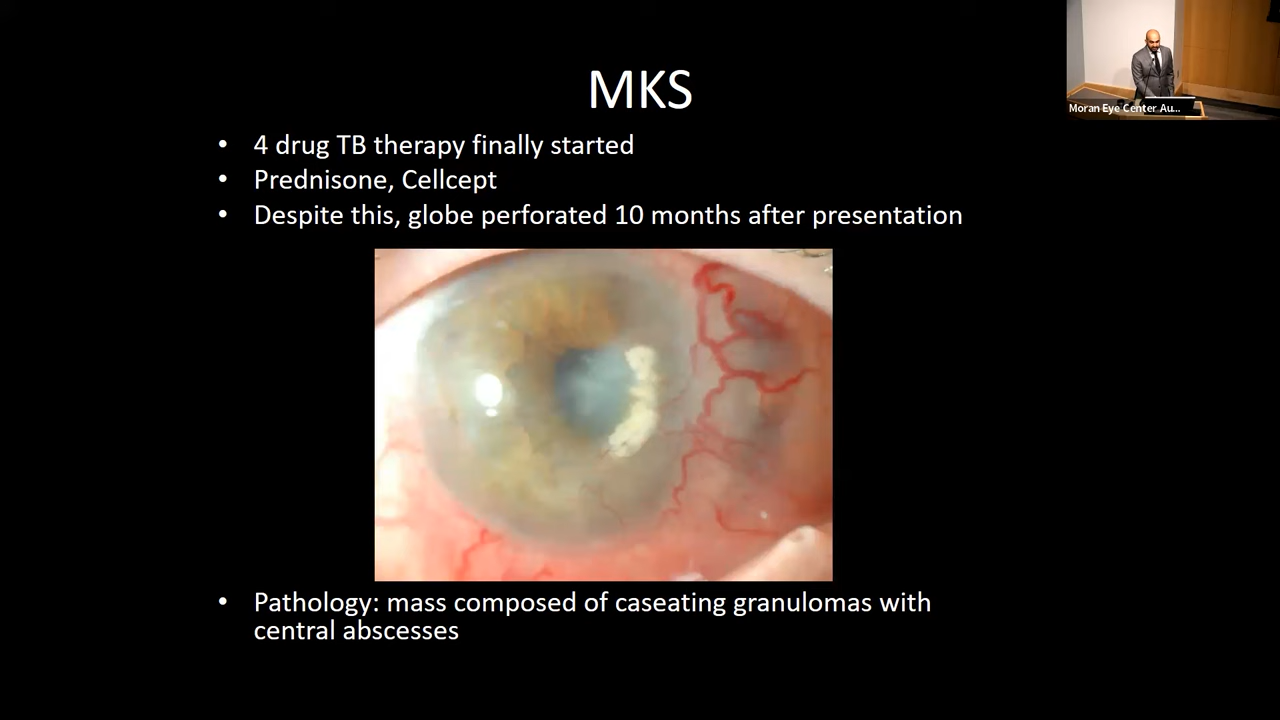 MKS
• 4 drug TB therapy finally started
• Prednisone, Cellcept
• Despite this, globe perforated 10 months after presentation
• Pathology: mass composed of caseating granulomas with
central abscesses
Moran Eye Center Au...